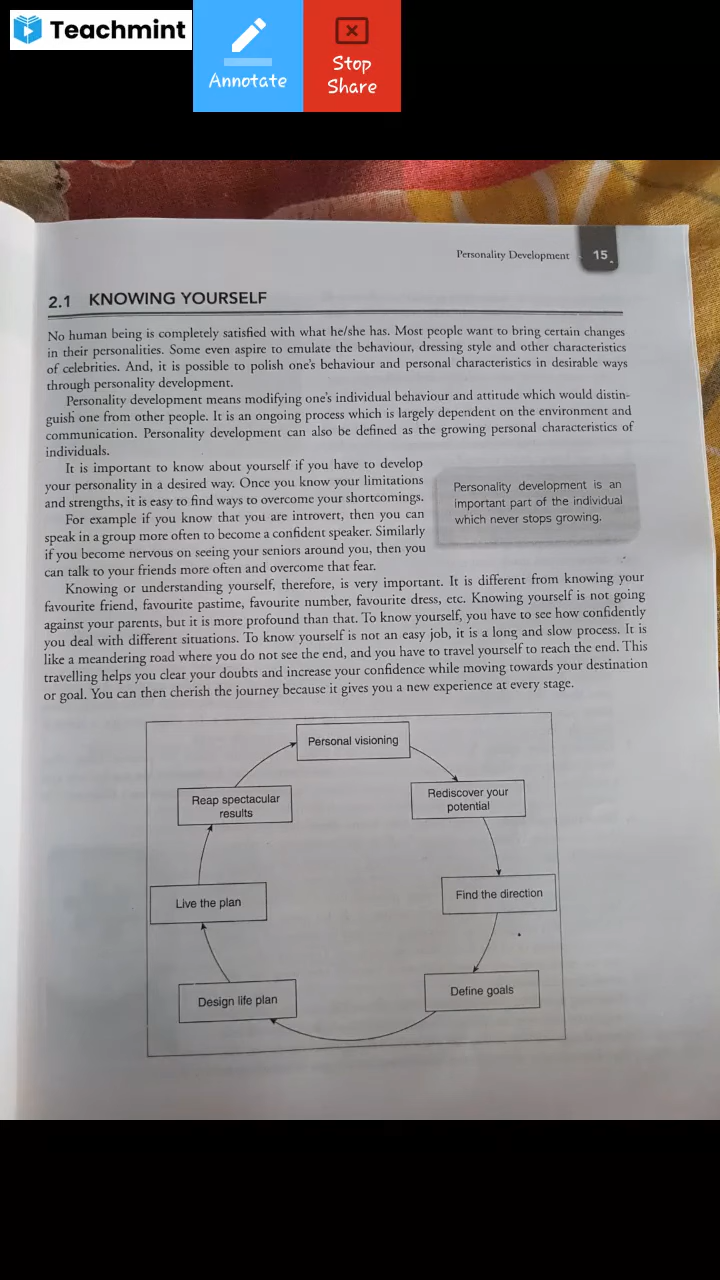 Teachmint
Annotate
Stop
Share
Personality Development 15
2.1 KNOWING YOURSELF
No human being is completely satisfied with what he/she has. Most people want to bring certain changes
in their personalities. Some even aspire to emulate the behaviour, dressing style and other characteristics
of celebrities. And, it is possible to polish one's behaviour and personal characteristics in desirable ways
through personality development.
Personality development means modifying one's individual behaviour and attitude which would distin-
guish one from other people. It is an ongoing process which is largely dependent on the environment and
communication. Personality development can also be defined as the growing personal characteristics of
individuals.
It is important to know about yourself if you have to develop
your personality in a desired way. Once you know your limitations
and strengths, it is easy to find ways to overcome your shortcomings.
For example if you know that you are introvert, then you can
speak in a group more often to become a confident speaker. Similarly
if you become nervous on seeing your seniors around you, then you
can talk to your friends more often and overcome that fear.
Personality development is an
important part of the individual
which never stops growing.
Knowing or understanding yourself, therefore, is very important. It is different from knowing your
favourite friend, favourite pastime, favourite number, favourite dress, etc. Knowing yourself is not going
against your parents, but it is more profound than that. To know yourself, you have to see how confidently
you deal with different situations. To know yourself is not an easy job, it is a long and slow process. It is
like a meandering road where you do not see the end, and you have to travel yourself to reach the end. This
travelling helps you clear your doubts and increase your confidence while moving towards your destination
or goal. You can then cherish the journey because it gives you a new experience at every stage.
Personal visioning
Rediscover your
potential
Find the direction
Define goals
Design life plan
Live the plan
Reap spectacular
results